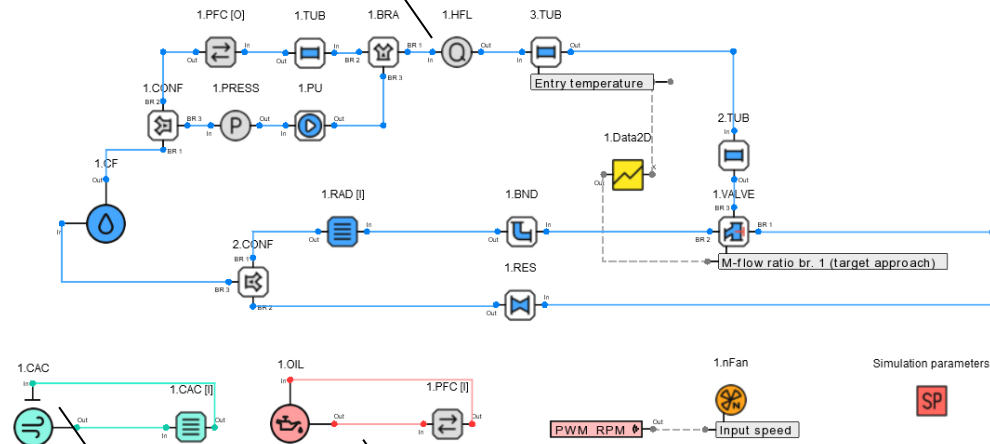 1.PFC [O] 1.TUB 1.BRA 1.HFL 3.TUB
Out In Out In BR 2 BR 1 In Out In Out
BR 3
1.CONF 1.PRESS 1.PU
Entry temperature
BR 2
BR 3 In Out In Out
2.TUB
BR 1
1.Data2D
In
1.CF
Out X
Out
Out
1.RAD [I] 1.BND 1.VALVE
BR 3
In Out In Out In BR 2 BR 1
2.CONF
BR 1
1.RES M-flow ratio br. 1 (target approach)
BR 3
BR 2
Out In
1.CAC 1.OIL 1.nFan Simulation parameters
In 1.CAC [I] In 1.PFC [I]
N SP
Out In Out Out In Out
PWM_RPM Out Input speed
P
Q